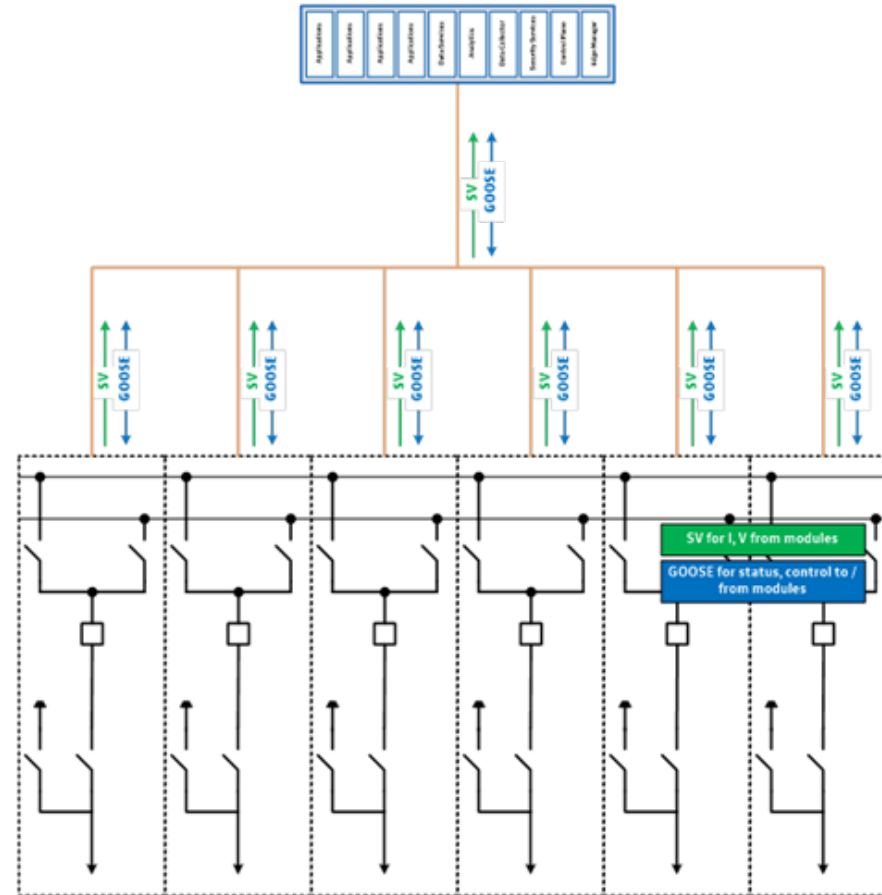 Applications
Applications
Applications
Applications
Data Services
Analytics
Data Collector
Security Services
Control Plane
Edge Manager
SV
GOOSE
SV
GOOSE
SV
GOOSE
SV
GOOSE
SV
GOOSE
SV
GOOSE
SV
GOOSE
SV for I, V from modules
GOOSE for status, control to /
from modules